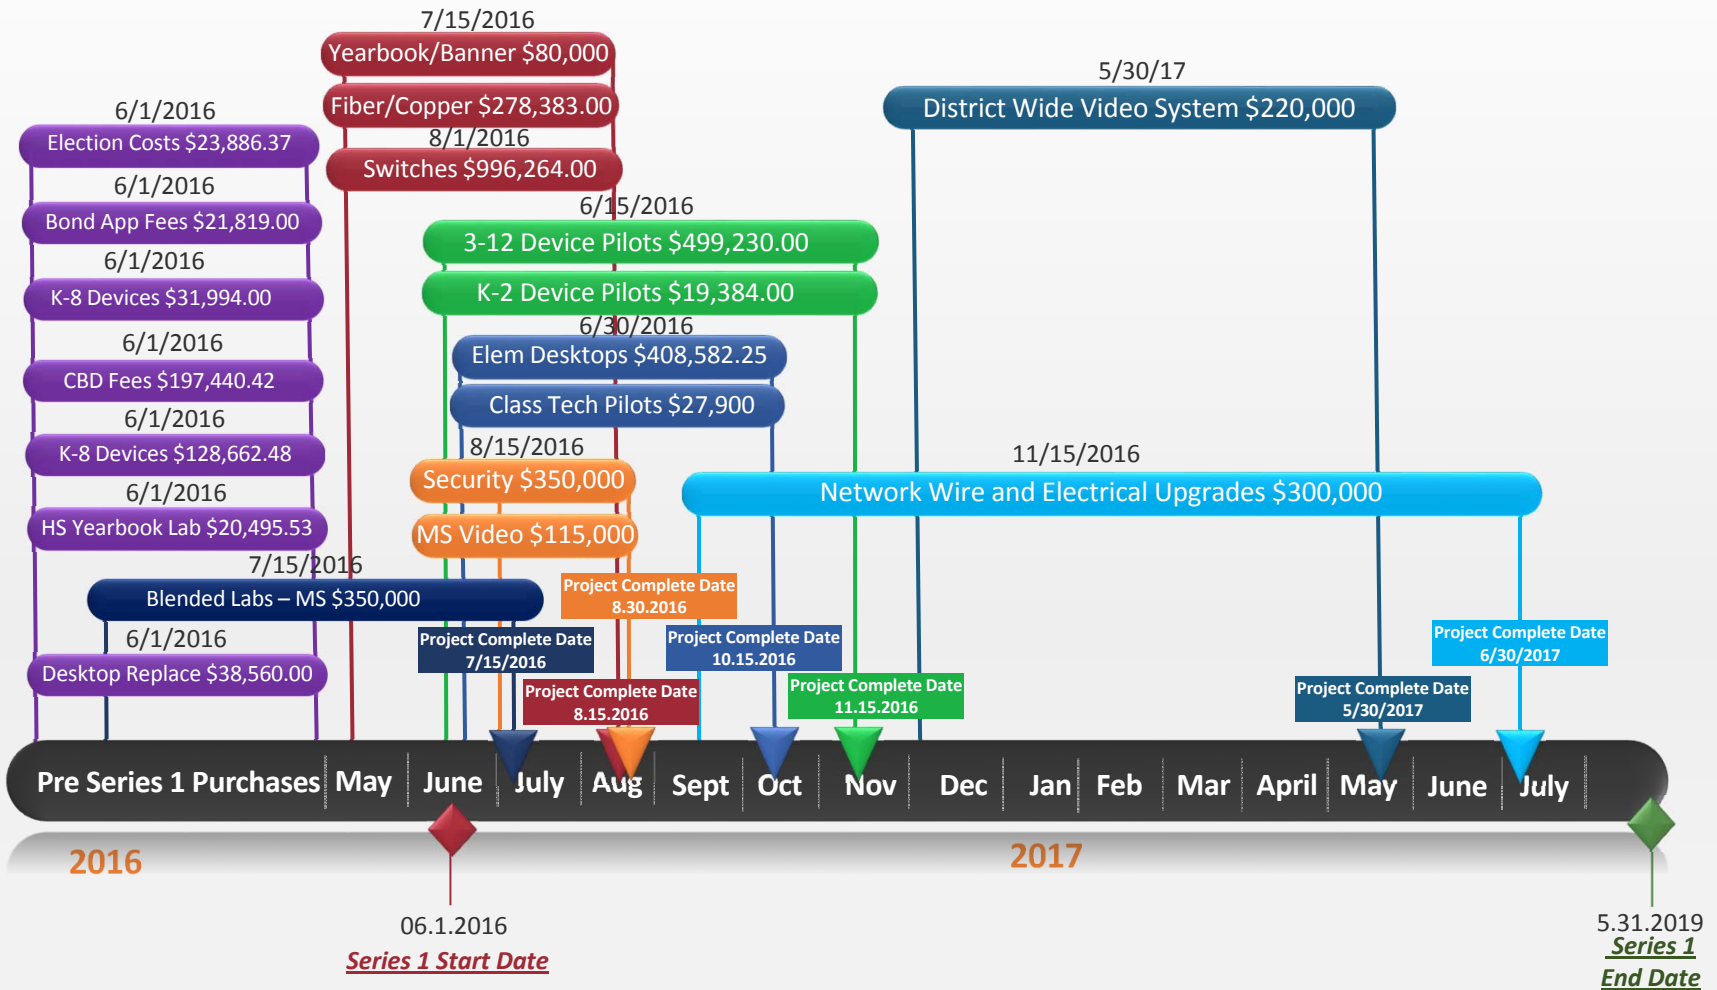 7/15/2016
Yearbook/Banner $80,000
Fiber/Copper $278,383.00
8/1/2016
Switches $996,264.00
5/30/17
District Wide Video System $220,000
6/1/2016
Election Costs $23,886.37
6/1/2016
Bond App Fees $21,819.00
6/1/2016
K-8 Devices $31,994.00
6/1/2016
CBD Fees $197,440.42
6/1/2016
K-8 Devices $128,662.48
6/1/2016
HS Yearbook Lab $20,495.53
7/15/2016
Blended Labs – MS $350,000
6/1/2016
Desktop Replace $38,560.00
6/15/2016
3-12 Device Pilots $499,230.00
K-2 Device Pilots $19,384.00
6/30/2016
Elem Desktops $408,582.25
Class Tech Pilots $27,900
8/15/2016
Security $350,000
MS Video $115,000
11/15/2016
Network Wire and Electrical Upgrades $300,000
Project Complete Date
7/15/2016
Project Complete Date
8.30.2016
Project Complete Date
8.15.2016
Project Complete Date
10.15.2016
Project Complete Date
11.15.2016
Project Complete Date
5/30/2017
Project Complete Date
6/30/2017
Pre Series 1 Purchases May June July Aug Sept Oct Nov Dec Jan Feb Mar April May June July
2016
2017
06.1.2016
Series 1 Start Date
5.31.2019
Series 1
End Date